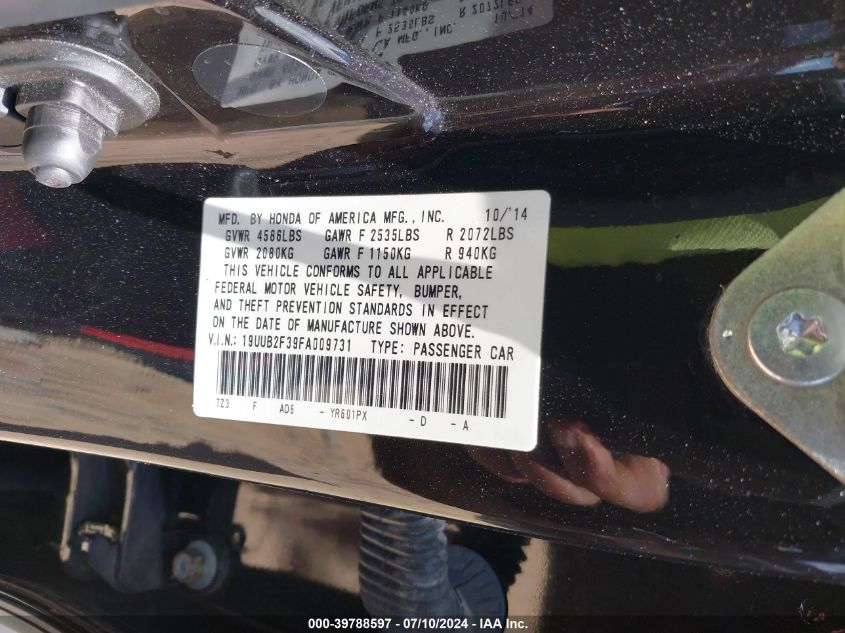 MFD. BY HONDA OF AMERICA MFG., INC. 10/'14
GVWR 4586LBS GAWR F 2535LBS R 2072LBS
GVWR 2080KG GAWR F 1150KG R 940KG
THIS VEHICLE CONFORMS TO ALL APPLICABLE
FEDERAL MOTOR VEHICLE SAFETY, BUMPER,
AND THEFT PREVENTION STANDARDS IN EFFECT
ON THE DATE OF MANUFACTURE SHOWN ABOVE.
V.I.N.: 19UUB2F39FA009731 TYPE: PASSENGER CAR
TZ3 F AD6 - YR601PX - D - A
000-39788597 / 07/10/2024 / IAA Inc.